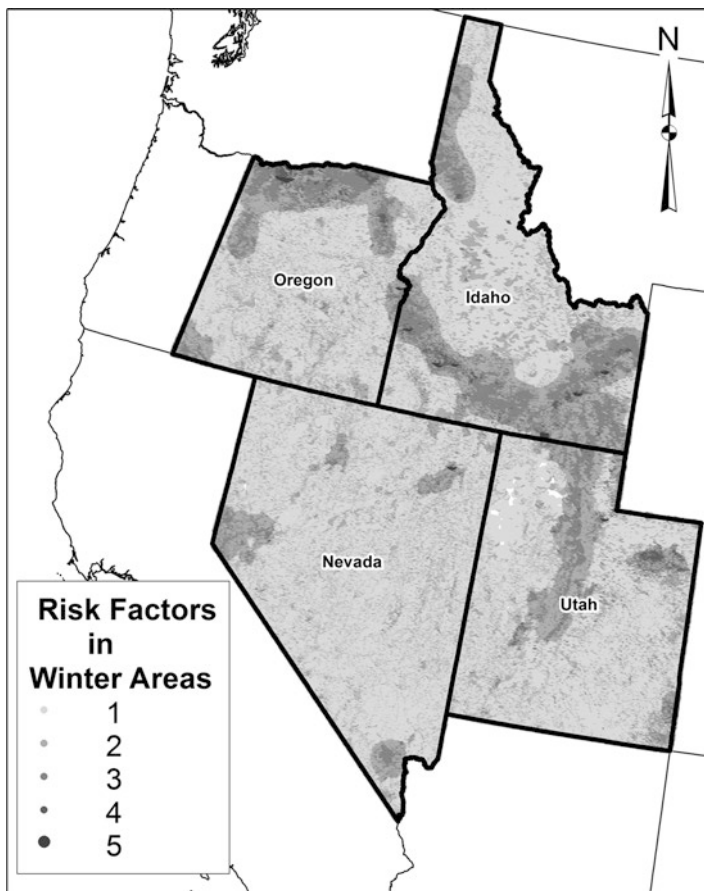 N
Oregon
Idaho
Nevada
Utah
Risk Factors
in
Winter Areas
1
2
3
4
5